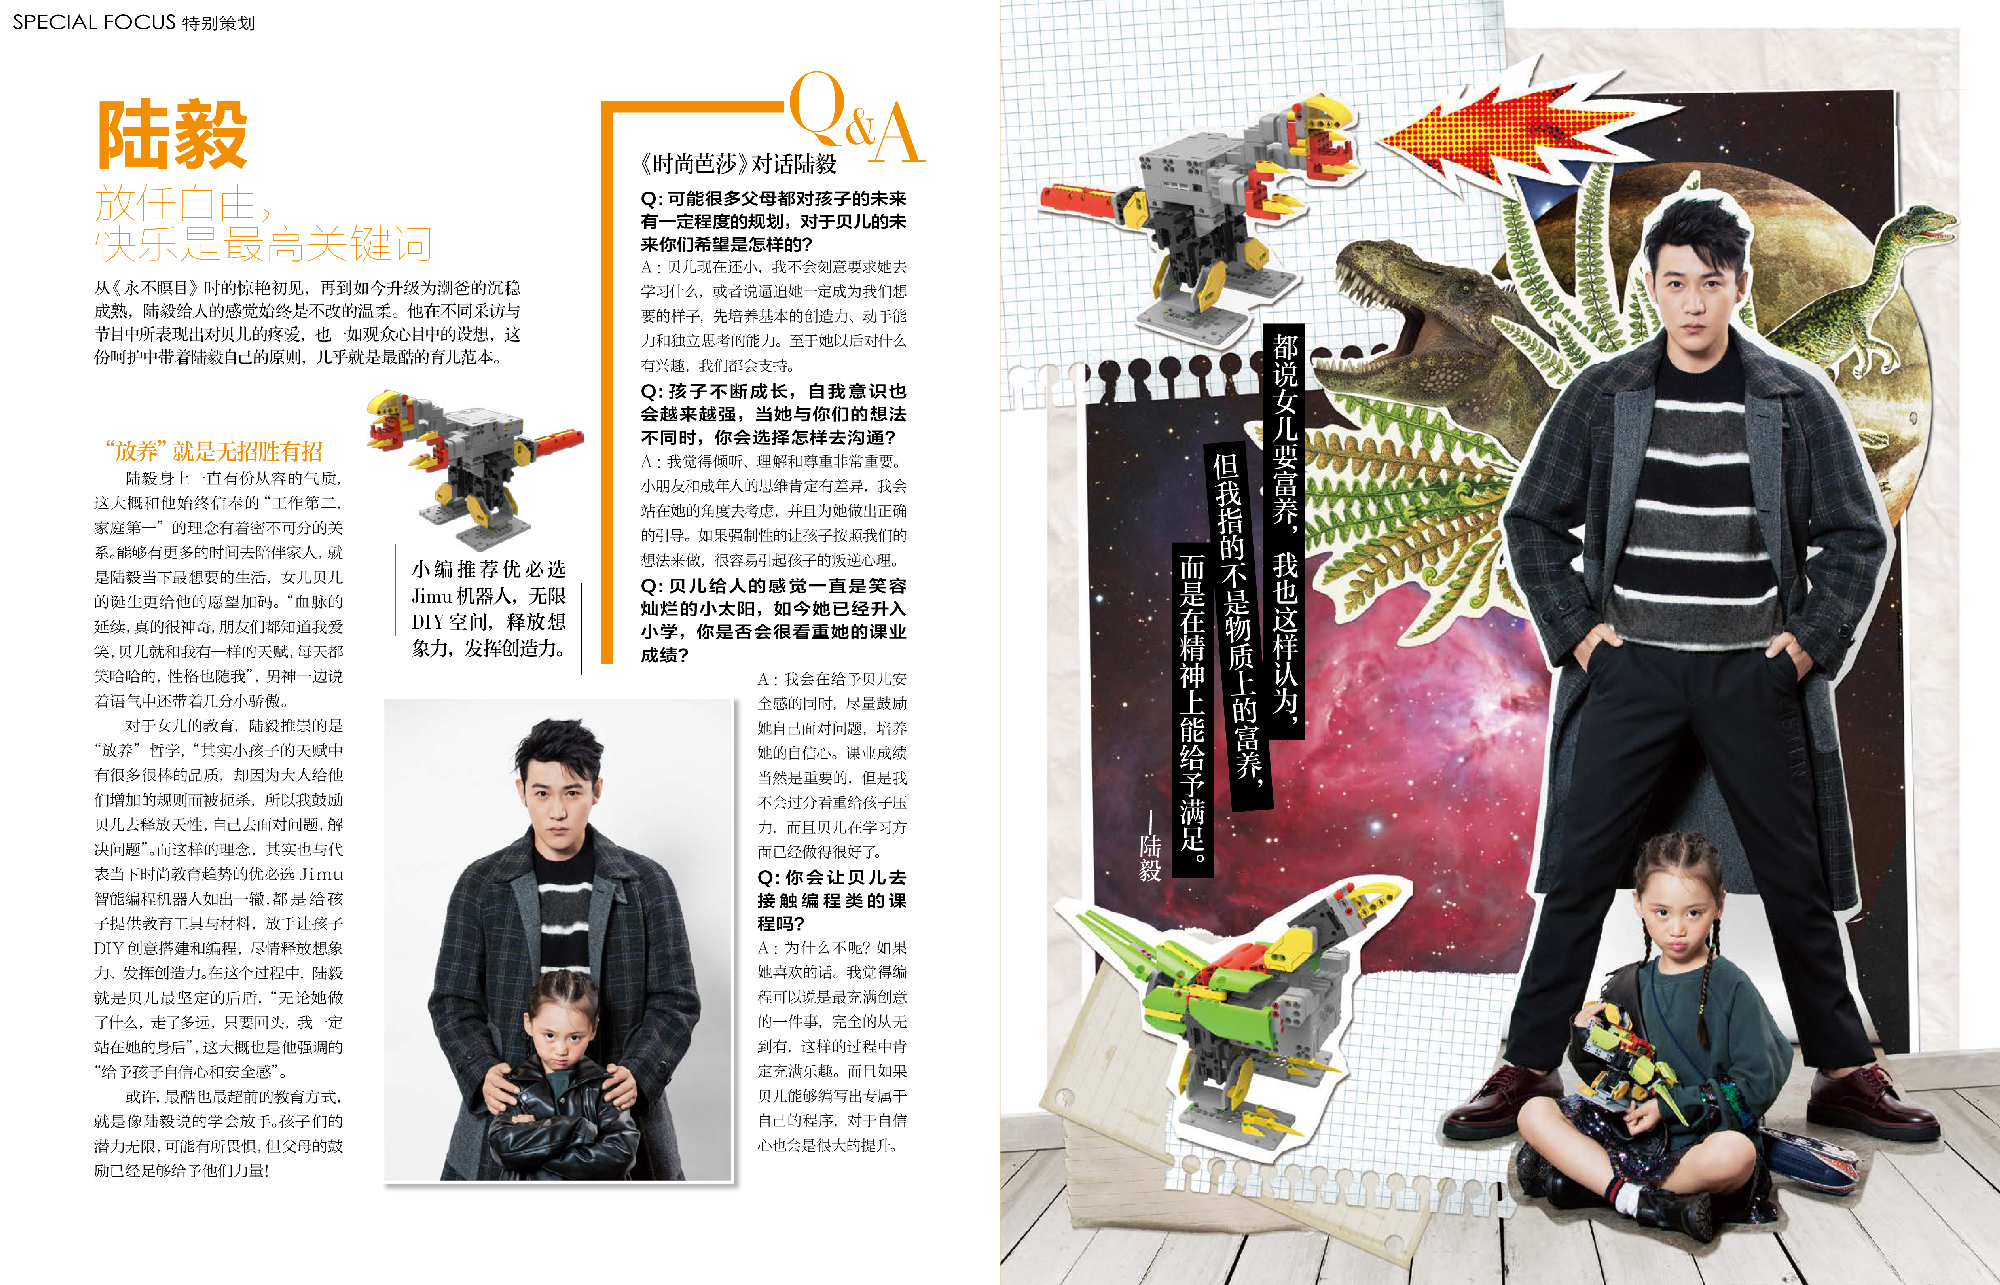 SPECIAL FOCUS 特别策划
陆毅
放任自由，
快乐是最高关键词
从《永不瞑目》时的惊艳初见，再到如今升级为潮爸的沉稳
成熟，陆毅给人的感觉始终是不改的温柔。他在不同采访与
节目中所表现出对贝儿的疼爱，也一如观众心目中的设想，这
份呵护中带着陆毅自己的原则，几乎就是最酷的育儿范本。
“放养”就是无招胜有招
陆毅身上一直有份从容的气质，
这大概和他始终信奉的“工作第二，
家庭第一”的理念有着密不可分的关
系。能够有更多的时间去陪伴家人，就
是陆毅当下最想要的生活，女儿贝儿
的诞生更给他的愿望加码。“血脉的
延续，真的很神奇，朋友们都知道我爱
笑，贝儿就和我有一样的天赋，每天都
笑哈哈的，性格也随我”，男神一边说
着语气中还带着几分小骄傲。
对于女儿的教育，陆毅推崇的是
“放养”哲学，“其实小孩子的天赋中
有很多很棒的品质，却因为大人给他
们增加的规则而被扼杀，所以我鼓励
贝儿去释放天性，自己去面对问题，解
决问题”。而这样的理念，其实也与代
表当下时尚教育趋势的优必选Jimu
智能编程机器人如出一辙，都是给孩
子提供教育工具与材料，放手让孩子
DIY创意搭建和编程，尽情释放想象
力、发挥创造力。在这个过程中，陆毅
就是贝儿最坚定的后盾，“无论她做
了什么，走了多远，只要回头，我一定
站在她的身后”，这大概也是他强调的
“给予孩子自信心和安全感”。
或许，最酷也最超前的教育方式，
就是像陆毅说的学会放手。孩子们的
潜力无限，可能有所畏惧，但父母的鼓
励已经足够给予他们力量！
小编推荐优必选
Jimu机器人，无限
DIY空间，释放想
象力，发挥创造力。
Q&A
《时尚芭莎》对话陆毅
Q：可能很多父母都对孩子的未来
有一定程度的规划，对于贝儿的未
来你们希望是怎样的？
A：贝儿现在还小，我不会刻意要求她去
学习什么，或者说逼迫她一定成为我们想
要的样子，先培养基本的创造力、动手能
力和独立思考的能力。至于她以后对什么
有兴趣，我们都会支持。
Q：孩子不断成长，自我意识也
会越来越强，当她与你们的想法
不同时，你会选择怎样去沟通？
A：我觉得倾听、理解和尊重非常重要。
小朋友和成年人的思维肯定有差异，我会
站在她的角度去考虑，并且为她做出正确
的引导。如果强制性的让孩子按照我们的
想法来做，很容易引起孩子的叛逆心理。
Q：贝儿给人的感觉一直是笑容
灿烂的小太阳，如今她已经升入
小学，你是否会很看重她的课业
成绩？
A：我会在给予贝儿安
全感的同时，尽量鼓励
她自己面对问题，培养
她的自信心。课业成绩
当然是重要的，但是我
不会过分看重给孩子压
力，而且贝儿在学习方
面已经做得很好了。
Q：你会让贝儿去
接触编程类的课
程吗？
A：为什么不呢？如果
她喜欢的话。我觉得编
程可以说是最充满创意
的一件事，完全的从无
到有，这样的过程中肯
定充满乐趣。而且如果
贝儿能够编写出专属于
自己的程序，对于自信
心也会是很大的提升。
都说女儿要富养，我也这样认为，
但我指的不是物质上的富养，
而是在精神上能给予满足。
—陆毅